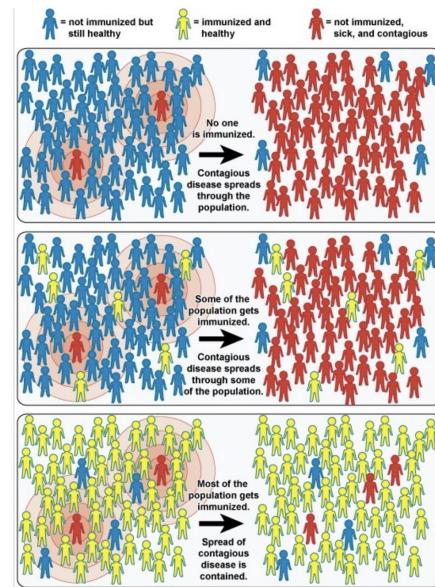 = not immunized but
still healthy
= immunized and
healthy
= not immunized,
sick, and contagious
No one
is immunized.
Contagious
disease spreads
through the
population.
Some of the
population gets
immunized.
Contagious
disease spreads
through some
of the population.
Most of the
population gets
immunized.
Spread of
contagious
disease is
contained.